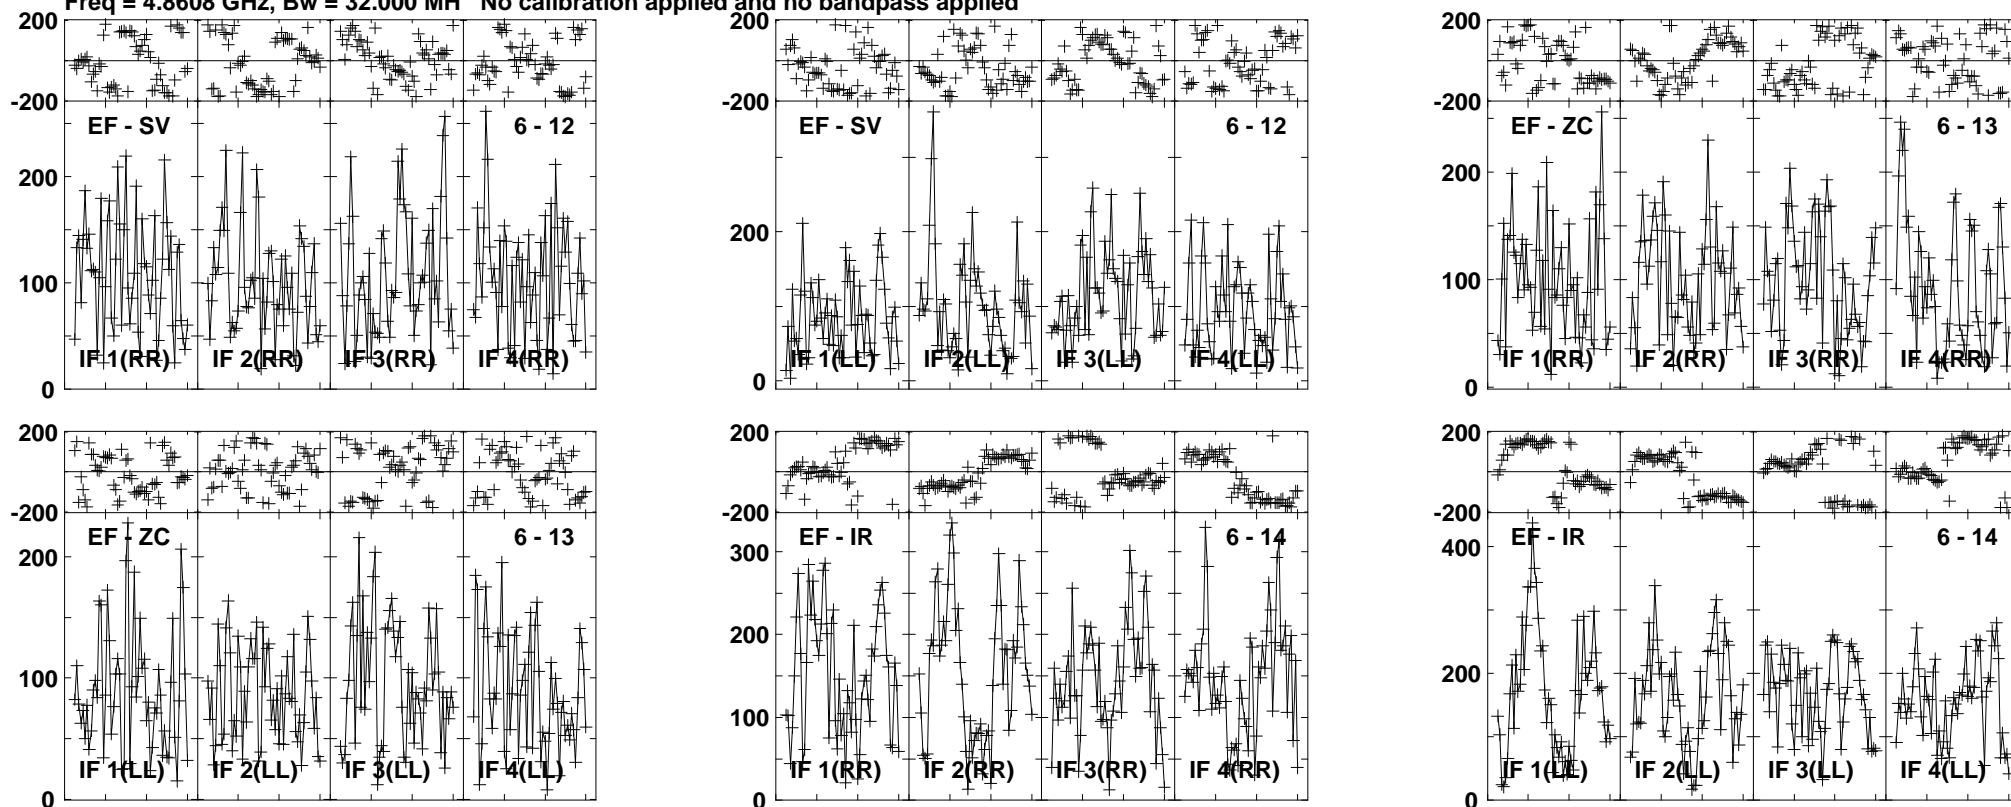 Freq = 4.8608 GHz, Bw = 32.000 MH No calibration applied and no bandpass applied
200
-200
EF - SV
6 - 12
200
100
0
IF 1(RR)
IF 2(RR)
IF 3(RR)
IF 4(RR)
200
-200
EF - SV
6 - 12
200
0
IF 1(LL)
IF 2(LL)
IF 3(LL)
IF 4(LL)
200
-200
EF - ZC
6 - 13
200
100
0
IF 1(RR)
IF 2(RR)
IF 3(RR)
IF 4(RR)
200
-200
EF - ZC
6 - 13
200
100
0
IF 1(LL)
IF 2(LL)
IF 3(LL)
IF 4(LL)
200
-200
EF - IR
6 - 14
300
200
100
0
IF 1(RR)
IF 2(RR)
IF 3(RR)
IF 4(RR)
200
-200
EF - IR
6 - 14
400
200
0
IF 1(LL)
IF 2(LL)
IF 3(LL)
IF 4(LL)